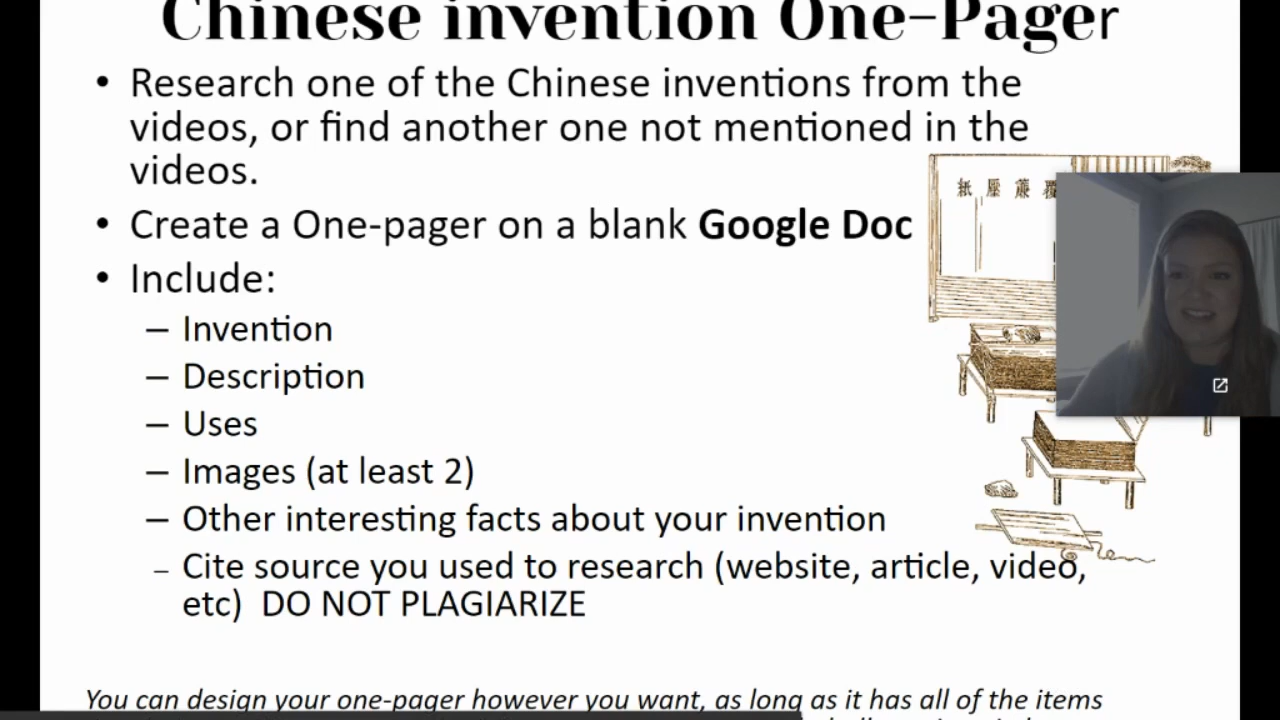 Chinese invention One-Pager
• Research one of the Chinese inventions from the
videos, or find another one not mentioned in the
videos.
• Create a One-pager on a blank Google Doc
• Include:
– Invention
– Description
– Uses
– Images (at least 2)
– Other interesting facts about your invention
– Cite source you used to research (website, article, video,
etc) DO NOT PLAGIARIZE
紙 壓
You can design your one-pager however you want, as long as it has all of the items